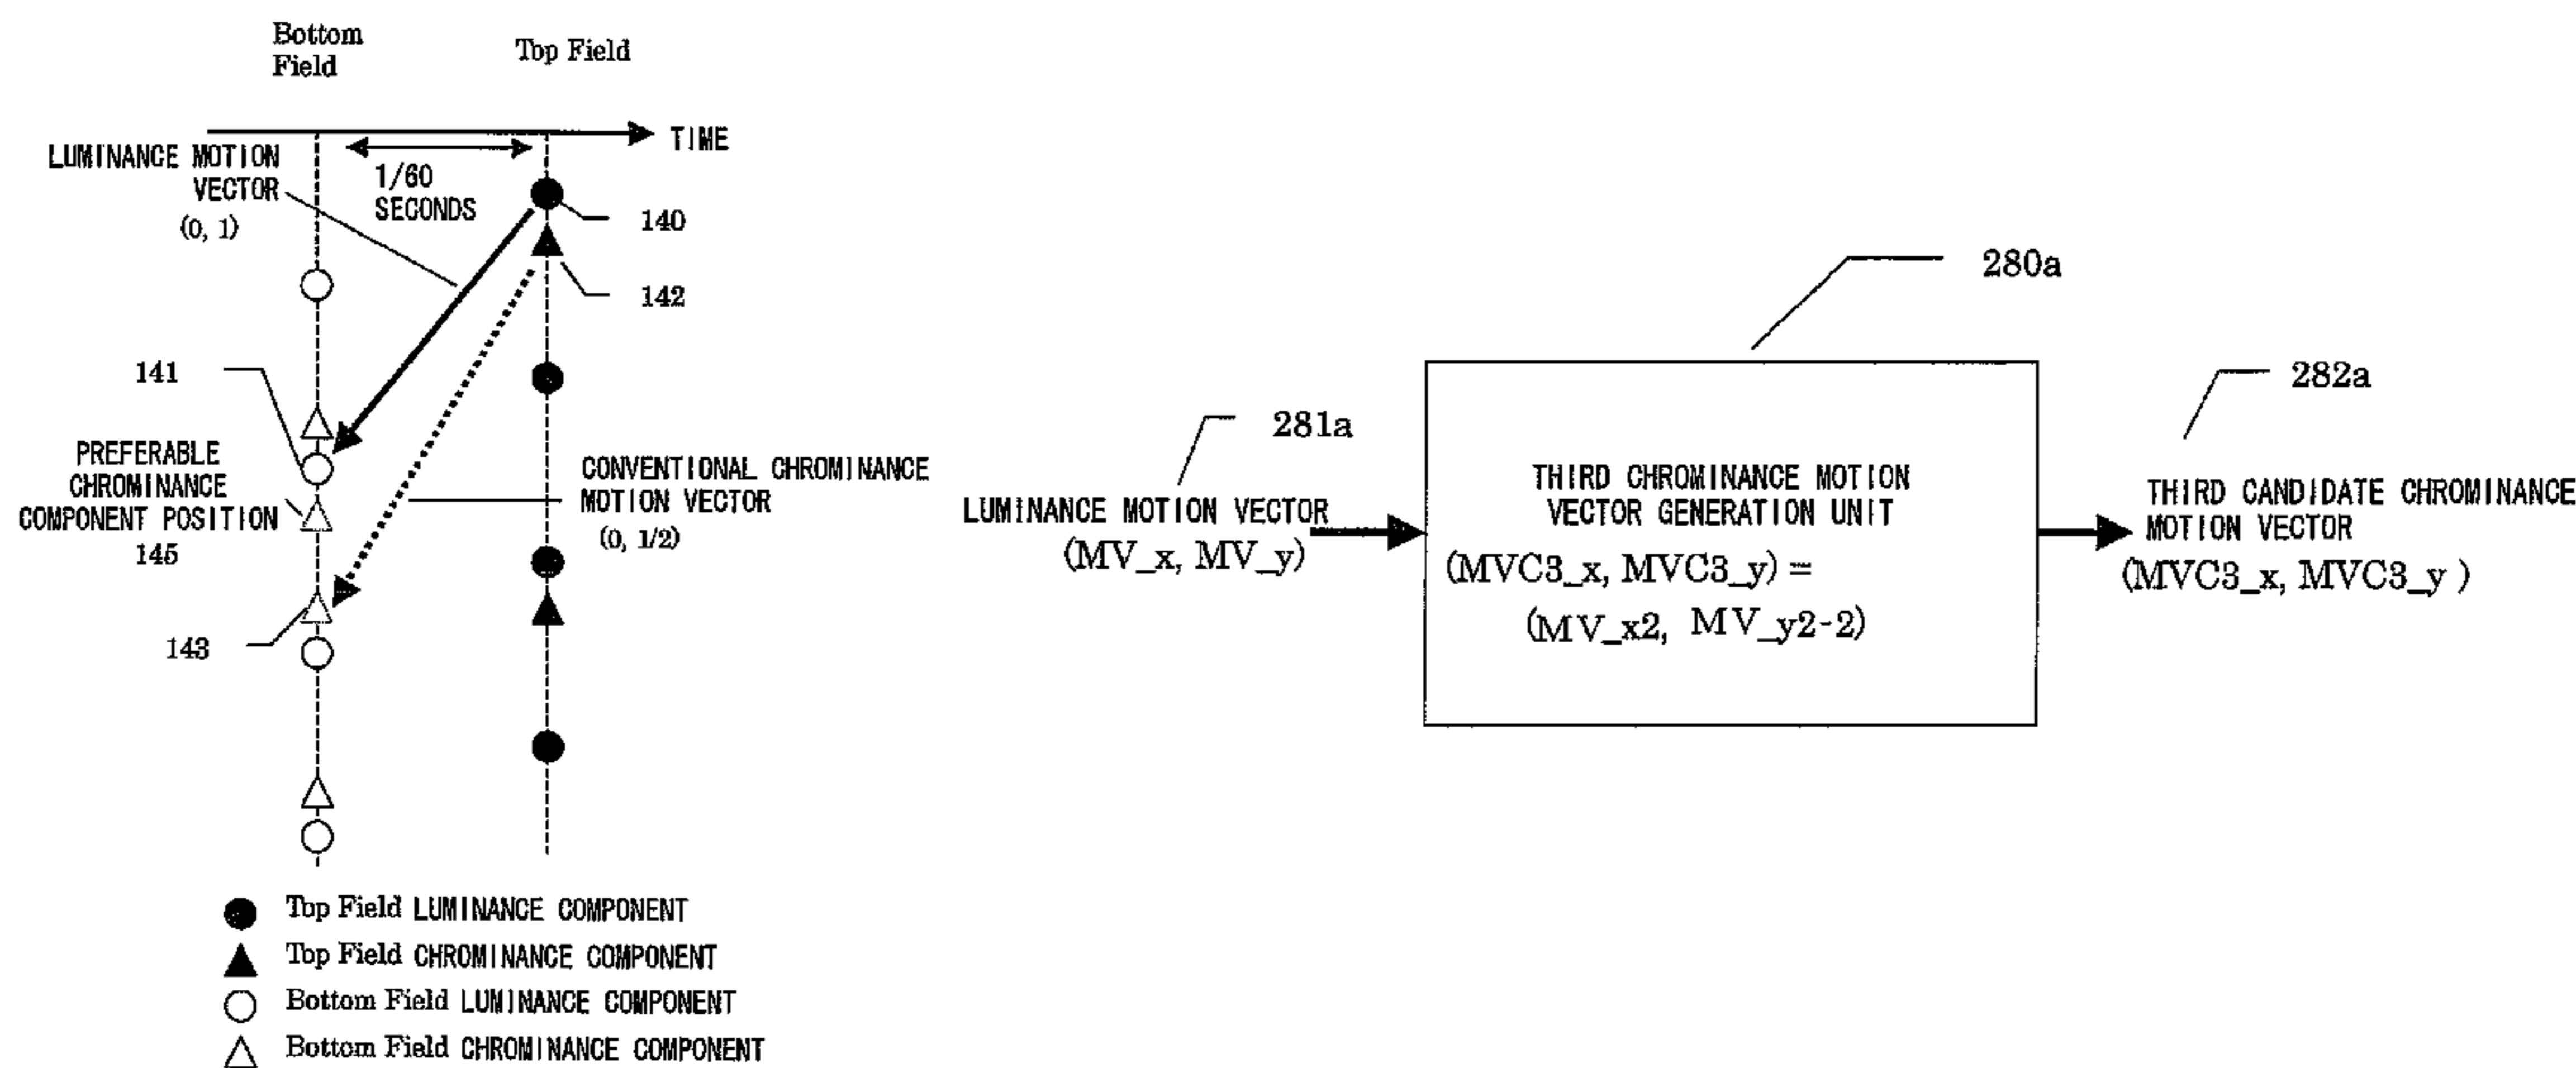 Bottom
Field
Top Field
TIME
LUMINANCE MOTION
VECTOR
(0, 1)
1/60
SECONDS
140
142
141
PREFERABLE
CHROMINANCE
COMPONENT POSITION
145
CONVENTIONAL CHROMINANCE
MOTION VECTOR
(0, 1/2)
143
Top Field LUMINANCE COMPONENT
Top Field CHROMINANCE COMPONENT
Bottom Field LUMINANCE COMPONENT
Bottom Field CHROMINANCE COMPONENT
280a
281a
LUMINANCE MOTION VECTOR
(MV_x, MV_y)
THIRD CHROMINANCE MOTION
VECTOR GENERATION UNIT
(MVC3_x, MVC3_y) =
(MV_x2, MV_y2-2)
282a
THIRD CANDIDATE CHROMINANCE
MOTION VECTOR
(MVC3_x, MVC3_y )